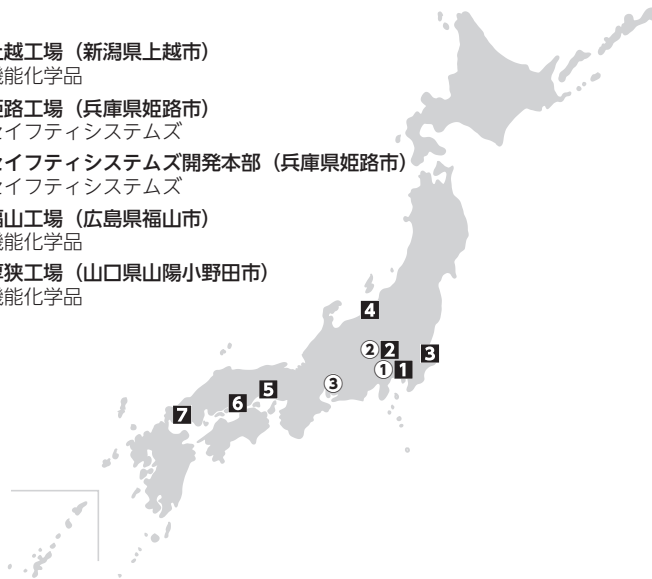 越工場（新潟県上越市）
能化学品
路工場（兵庫県姫路市）
イフティシステムズ
イフティシステムズ開発本部（兵庫県姫路市）
イフティシステムズ
山工場（広島県福山市）
能化学品
狭工場（山口県山陽小野田市）
能化学品
4
② 2 3
① 1
③
5
6
7